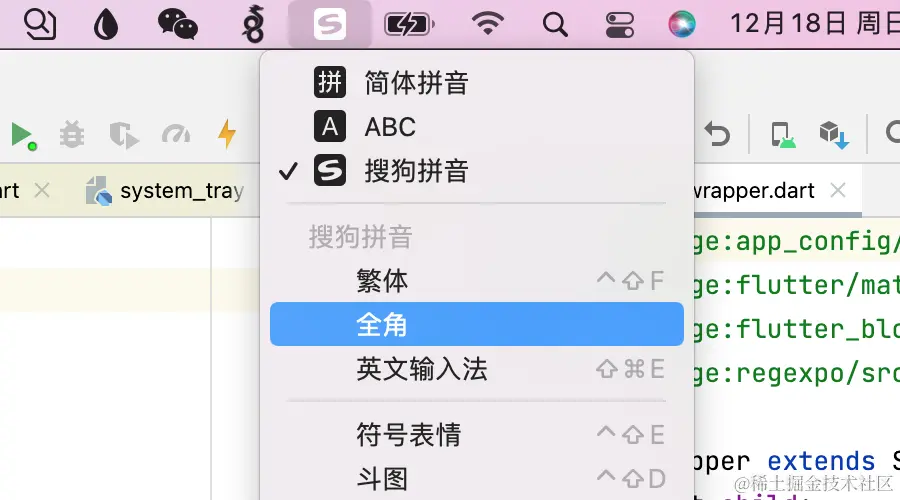 12月18日 周日
拼 简体拼音
A ABC
✓ S 搜狗拼音
art
system_tray
wrapper.dart
搜狗拼音
ge:app_config/
繁体 ^⇧F
ge:flutter/mat
全角
ge:flutter_blo
英文输入法 ⇧⌘E
ge:regexpo/src
符号表情 ^⇧E
pper extends S
斗图 ^⇧D
child;
@稀土掘金技术社区